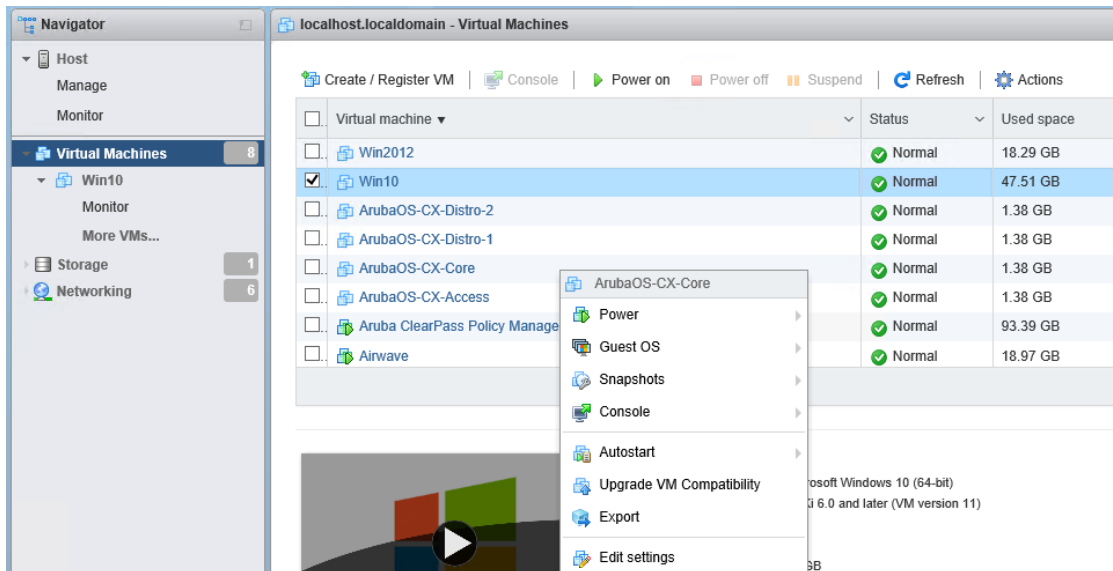 Navigator
localhost.localdomain - Virtual Machines
Host
Manage
Monitor
Create / Register VM | Console | Power on Power off Suspend | Refresh | Actions
Virtual machine Status Used space
Virtual Machines 8
Win10
Monitor
More VMs...
Storage 1
Networking 6
Win2012 Normal 18.29 GB
Win10 Normal 47.51 GB
ArubaOS-CX-Distro-2 Normal 1.38 GB
ArubaOS-CX-Distro-1 Normal 1.38 GB
ArubaOS-CX-Core Normal 1.38 GB
ArubaOS-CX-Access Normal 1.38 GB
Aruba ClearPass Policy Manage Normal 93.39 GB
Airwave Normal 18.97 GB
ArubaOS-CX-Core
Power
Guest OS
Snapshots
Console
Autostart
Upgrade VM Compatibility
Export
Edit settings
rosoft Windows 10 (64-bit)
6.0 and later (VM version 11)
GB